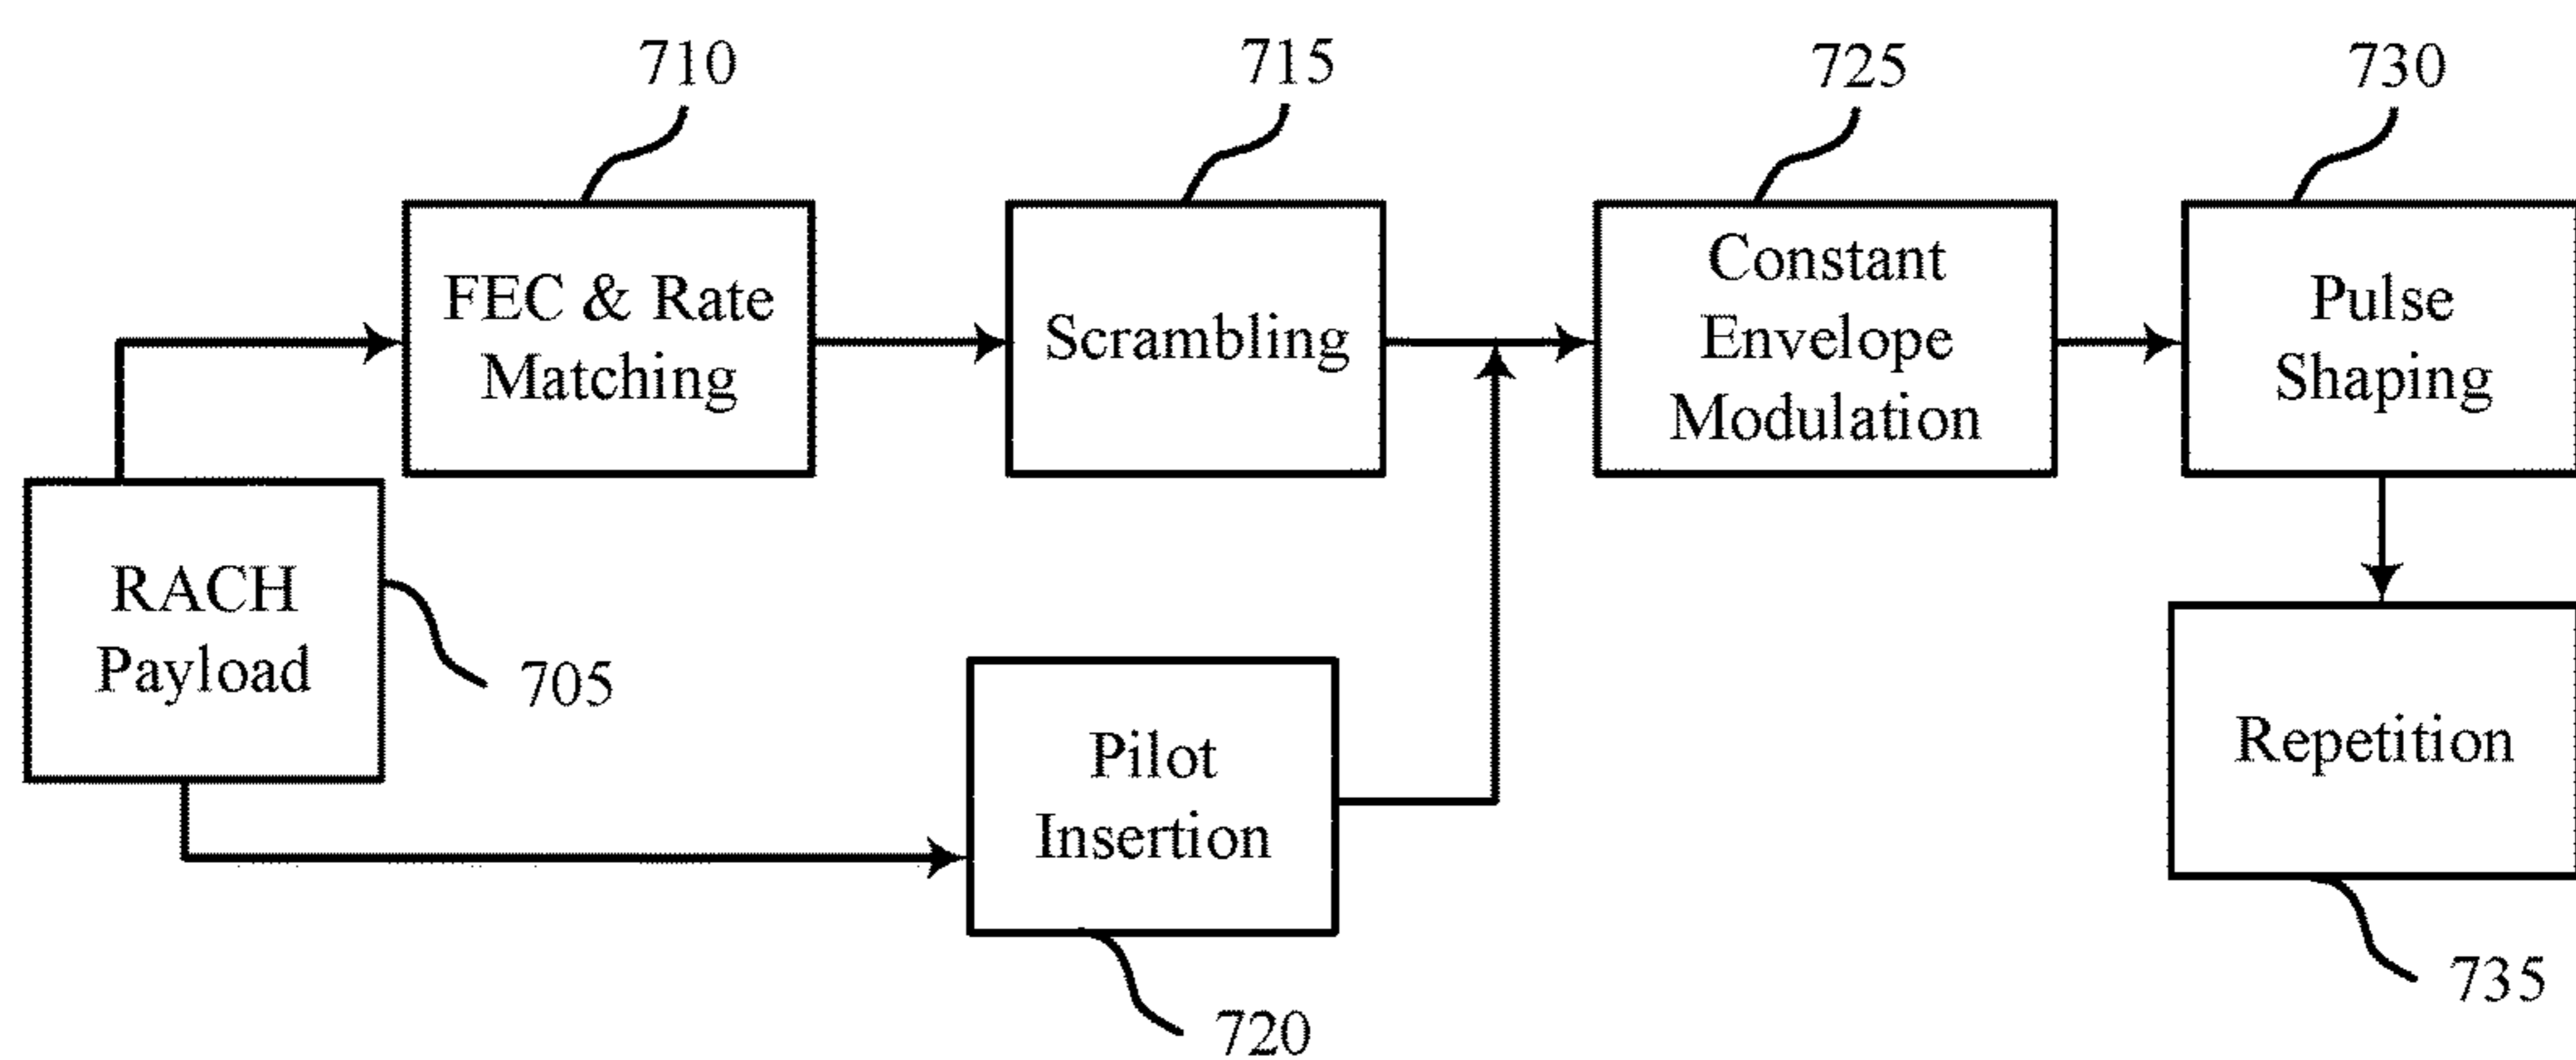 710
715
725
730
FEC & Rate
Matching
Scrambling
Constant
Envelope
Modulation
Pulse
Shaping
RACH
Payload
705
Pilot
Insertion
720
Repetition
735